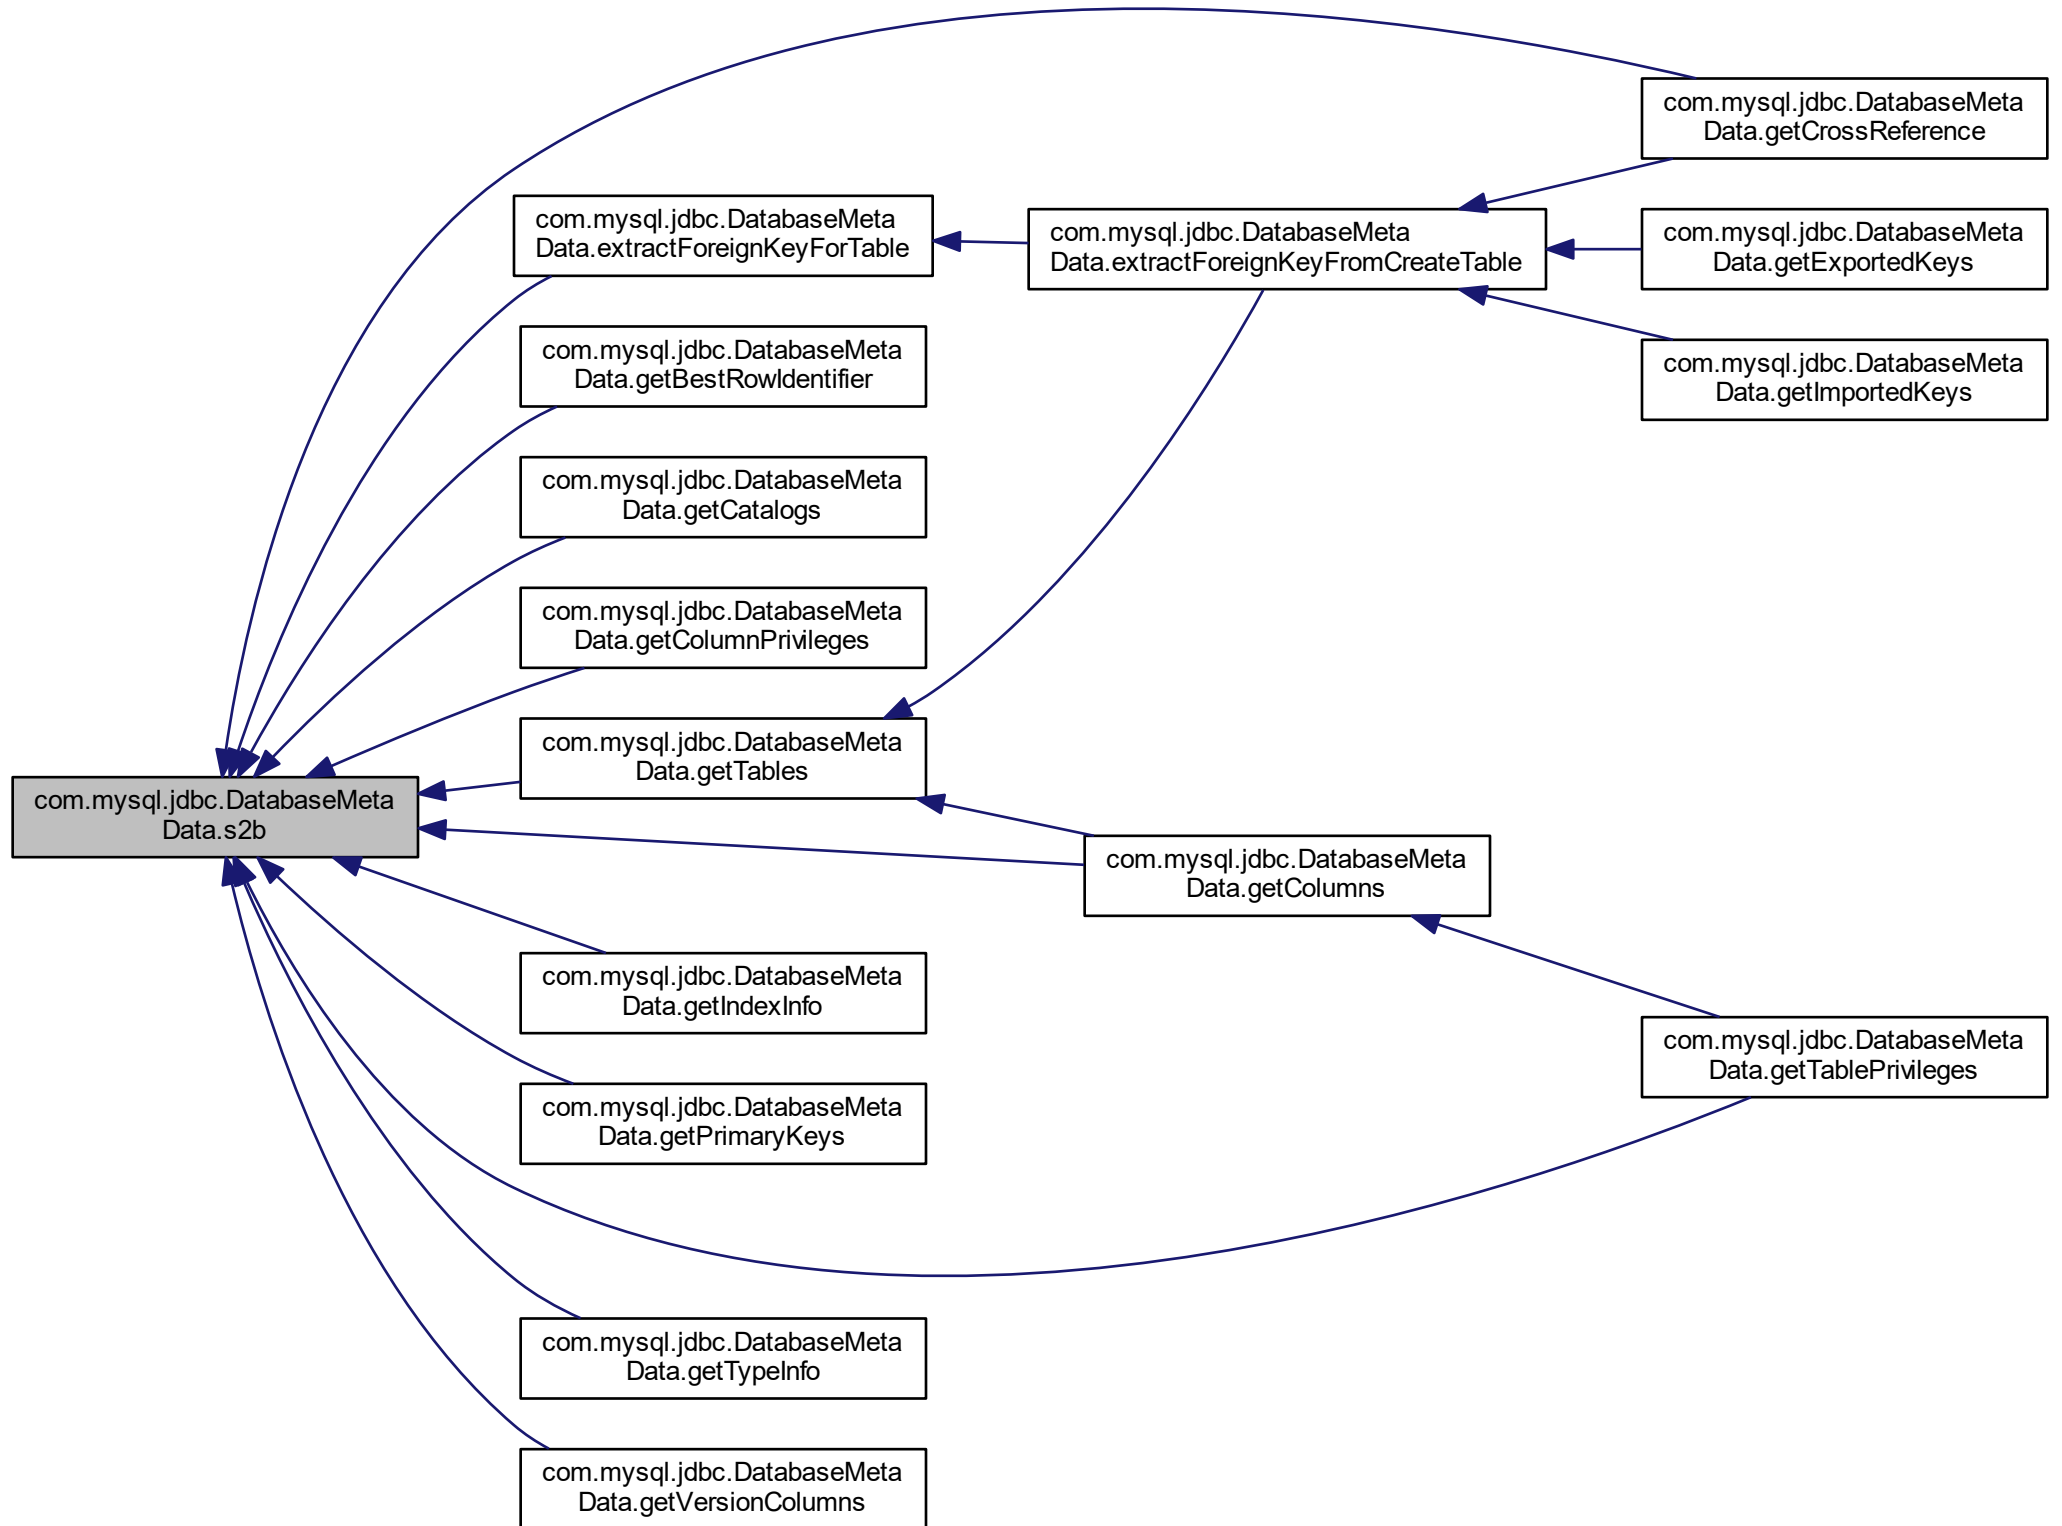 com.mysql.jdbc.DatabaseMeta
Data.getCrossReference
com.mysql.jdbc.DatabaseMeta
Data.extractForeignKeyForTable
com.mysql.jdbc.DatabaseMeta
Data.extractForeignKeyFromCreateTable
com.mysql.jdbc.DatabaseMeta
Data.getExportedKeys
com.mysql.jdbc.DatabaseMeta
Data.getBestRowIdentifier
com.mysql.jdbc.DatabaseMeta
Data.getImportedKeys
com.mysql.jdbc.DatabaseMeta
Data.getCatalogs
com.mysql.jdbc.DatabaseMeta
Data.getColumnPrivileges
com.mysql.jdbc.DatabaseMeta
Data.getTables
com.mysql.jdbc.DatabaseMeta
Data.s2b
com.mysql.jdbc.DatabaseMeta
Data.getColumns
com.mysql.jdbc.DatabaseMeta
Data.getIndexInfo
com.mysql.jdbc.DatabaseMeta
Data.getTablePrivileges
com.mysql.jdbc.DatabaseMeta
Data.getPrimaryKeys
com.mysql.jdbc.DatabaseMeta
Data.getTypeInfo
com.mysql.jdbc.DatabaseMeta
Data.getVersionColumns